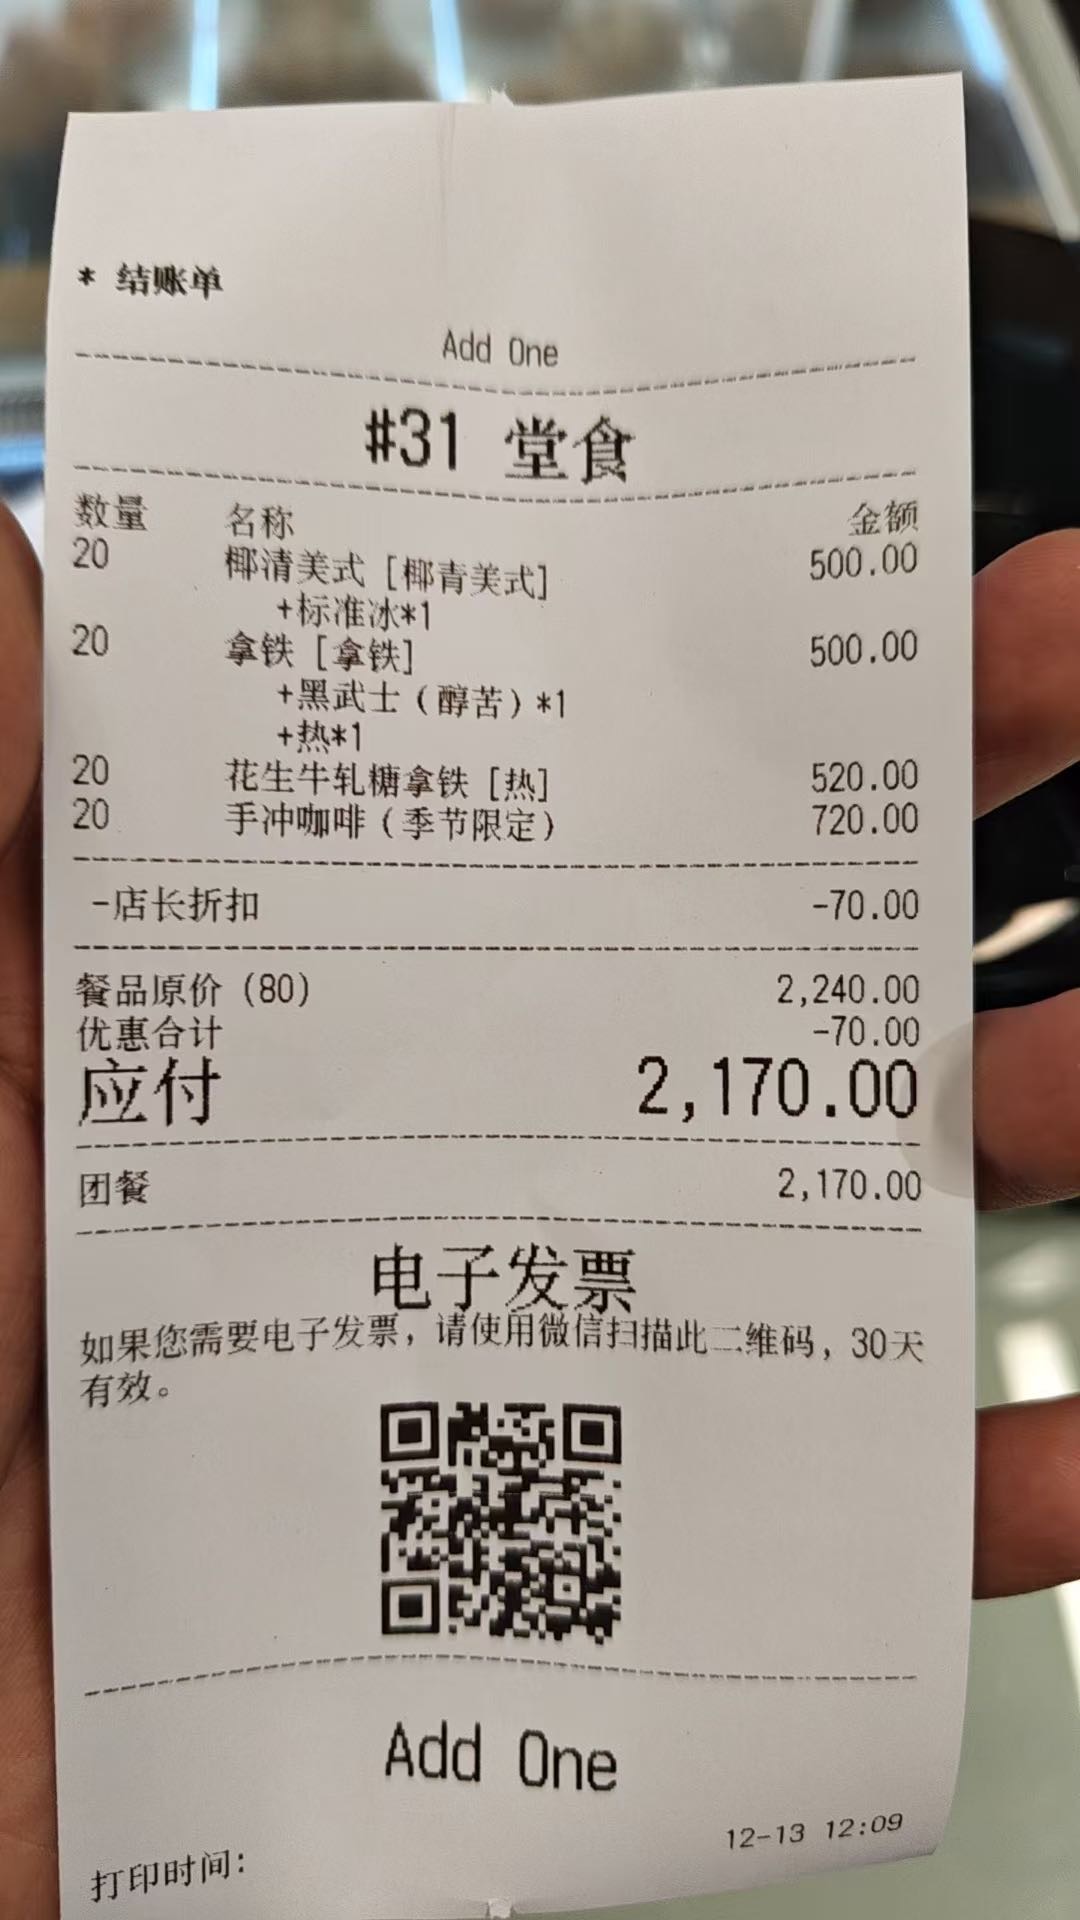 * 结账单
Add One
#31 堂食
数量 名称 金额
20 椰清美式 [椰青美式] 500.00
+标准冰*1
20 拿铁 [拿铁] 500.00
+黑武士（醇苦）*1
+热*1
20 花生牛轧糖拿铁 [热] 520.00
20 手冲咖啡（季节限定） 720.00
-店长折扣 -70.00
餐品原价 (80) 2,240.00
优惠合计 -70.00
应付 2,170.00
团餐 2,170.00
电子发票
如果您需要电子发票，请使用微信扫描此二维码，30天
有效。
Add One
打印时间： 12-13 12:09